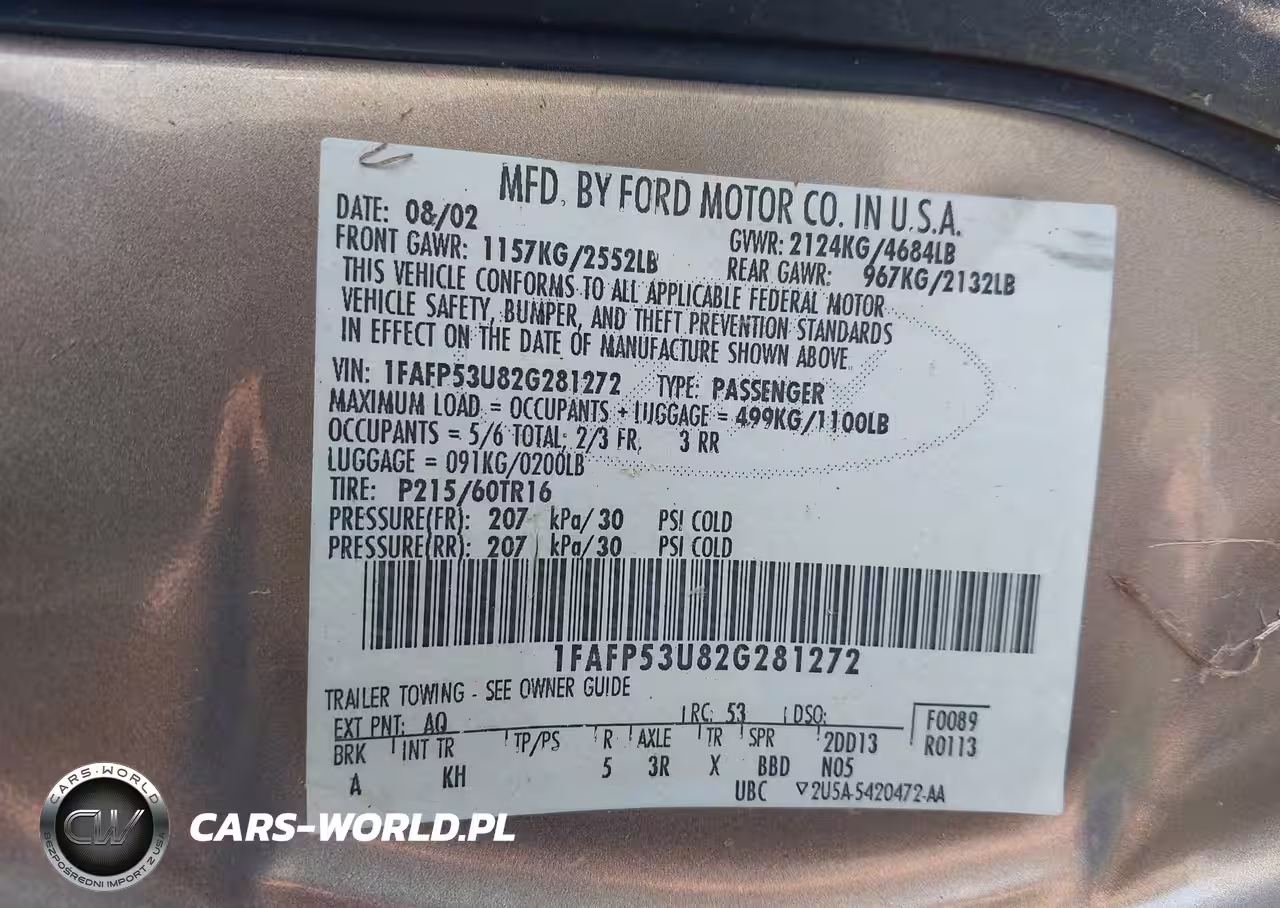 MFD. BY FORD MOTOR CO. IN U.S.A.
DATE: 08/02 GVWR: 2124KG/4684LB
FRONT GAWR: 1157KG/2552LB REAR GAWR: 967KG/2132LB
THIS VEHICLE CONFORMS TO ALL APPLICABLE FEDERAL MOTOR
VEHICLE SAFETY, BUMPER, AND THEFT PREVENTION STANDARDS
IN EFFECT ON THE DATE OF MANUFACTURE SHOWN ABOVE.
VIN: 1FAFP53U82G281272 TYPE: PASSENGER
MAXIMUM LOAD = OCCUPANTS + LUGGAGE = 499KG/1100LB
OCCUPANTS = 5/6 TOTAL; 2/3 FR, 3 RR
LUGGAGE = 091KG/0200LB
TIRE: P215/60TR16
PRESSURE(FR): 207 kPa/30 PSI COLD
PRESSURE(RR): 207 kPa/30 PSI COLD
1FAFP53U82G281272
TRAILER TOWING - SEE OWNER GUIDE
EXT PNT: AQ RC: 53 DSO: F0089
BRK INT TR TP/PS R AXLE TR SPR 2DD13 R0113
A KH 5 3R X BBD N05
UBC ▽2U5A-5420472-AA
CARS-WORLD
CW
BEZPOŚREDNI IMPORT Z USA
CARS-WORLD.PL